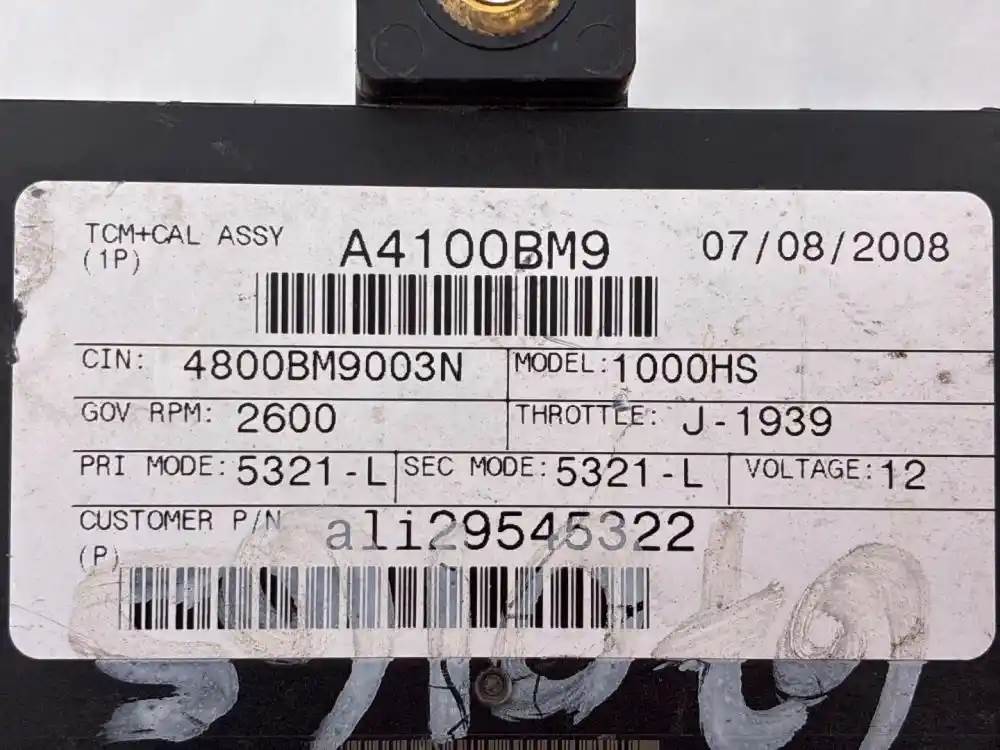 TCM+CAL ASSY A4100BM9 07/08/2008
(1P)
CIN: 4800BM9003N MODEL: 1000HS
GOV RPM: 2600 THROTTLE: J-1939
PRI MODE: 5321-L SEC MODE: 5321-L VOLTAGE: 12
CUSTOMER P/N ali29545322
(P)